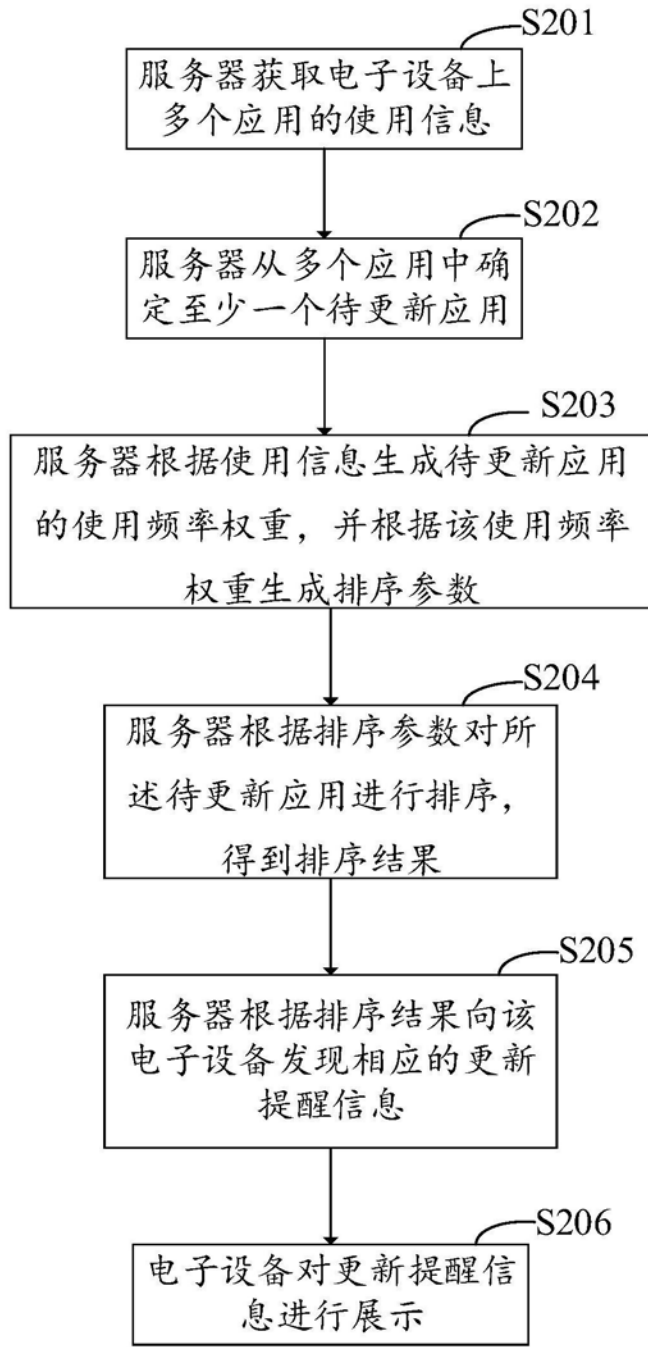 S201
服务器获取电子设备上
多个应用的使用信息
S202
服务器从多个应用中确
定至少一个待更新应用
S203
服务器根据使用信息生成待更新应用
的使用频率权重，并根据该使用频率
权重生成排序参数
S204
服务器根据排序参数对所
述待更新应用进行排序，
得到排序结果
S205
服务器根据排序结果向该
电子设备发现相应的更新
提醒信息
S206
电子设备对更新提醒信
息进行展示